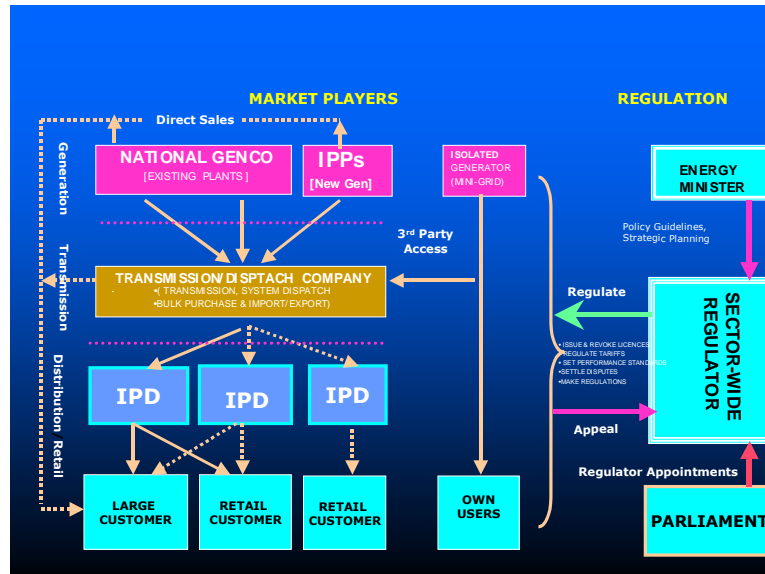 MARKET PLAYERS
REGULATION
Direct Sales
Generation
Transmission
Distribution/ Retail
NATIONAL GENCO
[EXISTING PLANTS]
IPPs
[New Gen]
ISOLATED
GENERATOR
(MINI-GRID)
ENERGY
MINISTER
Policy Guidelines,
Strategic Planning
3rd Party
Access
TRANSMISSION/DISPTACH COMPANY
•( TRANSMISSION, SYSTEM DISPATCH
•BULK PURCHASE & IMPORT/EXPORT)
Regulate
SECTOR-WIDE
REGULATOR
• ISSUE & REVOKE LICENCES
REGULATE TARIFFS
• SET PERFORMANCE STANDARDS
•SETTLE DISPUTES
•MAKE REGULATIONS
IPD
IPD
IPD
Appeal
Regulator Appointments
LARGE
CUSTOMER
RETAIL
CUSTOMER
RETAIL
CUSTOMER
OWN
USERS
PARLIAMENT